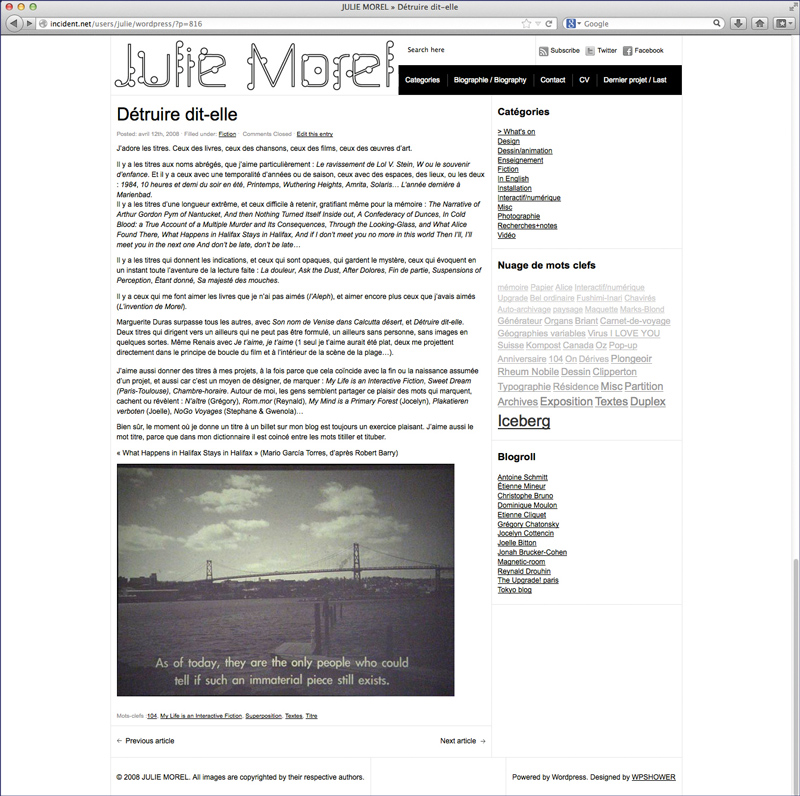 JULIE MOREL » Détruire dit-elle
incident.net/users/julie/wordpress/?p=816
Google
Julie Morel
Search here
Subscribe Twitter Facebook
Categories Biographie / Biography Contact CV Dernier projet / Last
Détruire dit-elle
Posted: avril 12th, 2008 · Filled under: Fiction · Comments Closed · Edit this entry
J'adore les titres. Ceux des livres, ceux des chansons, ceux des films, ceux des œuvres d'art.
Il y a les titres aux noms abrégés, que j'aime particulièrement : Le ravissement de Lol V. Stein, W ou le souvenir
d'enfance. Et il y a ceux avec une temporalité d'années ou de saison, ceux avec des espaces, des lieux, ou les deux
: 1984, 10 heures et demi du soir en été, Printemps, Wuthering Heights, Amrita, Solaris… L'année dernière à
Marienbad.
Il y a les titres d'une longueur extrême, et ceux difficile à retenir, gratifiant même pour la mémoire : The Narrative of
Arthur Gordon Pym of Nantucket, And then Nothing Turned Itself Inside out, A Confederacy of Dunces, In Cold
Blood: a True Account of a Multiple Murder and Its Consequences, Through the Looking-Glass, and What Alice
Found There, What Happens in Halifax Stays in Halifax, And if I don't meet you no more in this world Then I'll, I'll
meet you in the next one And don't be late, don't be late…
Il y a les titres qui donnent les indications, et ceux qui sont opaques, qui gardent le mystère, ceux qui évoquent en
un instant toute l'aventure de la lecture faite : La douleur, Ask the Dust, After Dolores, Fin de partie, Suspensions of
Perception, Étant donné, Sa majesté des mouches.
Il y a ceux qui me font aimer les livres que je n'ai pas aimés (l'Aleph), et aimer encore plus ceux que j'avais aimés
(L'invention de Morel).
Marguerite Duras surpasse tous les autres, avec Son nom de Venise dans Calcutta désert, et Détruire dit-elle.
Deux titres qui dirigent vers un ailleurs qui ne peut pas être formulé, un ailleurs sans personne, sans images en
quelques sortes. Même Renais avec Je t'aime, je t'aime (1 seul je t'aime aurait été plat, deux me projettent
directement dans le principe de boucle du film et à l'intérieur de la scène de la plage…).
J'aime aussi donner des titres à mes projets, à la fois parce que cela coïncide avec la fin ou la naissance assumée
d'un projet, et aussi car c'est un moyen de désigner, de marquer : My Life is an Interactive Fiction, Sweet Dream
(Paris-Toulouse), Chambre-horaire. Autour de moi, les gens semblent partager ce plaisir des mots qui marquent,
cachent ou révèlent : N'aître (Grégory), Rom.mor (Reynald), My Mind is a Primary Forest (Jocelyn), Plakatieren
verboten (Joelle), NoGo Voyages (Stephane & Gwenola)…
Bien sûr, le moment où je donne un titre à un billet sur mon blog est toujours un exercice plaisant. J'aime aussi le
mot titre, parce que dans mon dictionnaire il est coincé entre les mots titiller et tituber.
« What Happens in Halifax Stays in Halifax » (Mario García Torres, d'après Robert Barry)
As of today, they are the only people who could
tell if such an immaterial piece still exists.
Mots-clefs :104, My Life is an Interactive Fiction, Superposition, Textes, Titre
← Previous article Next article →
Catégories
> What's on
Design
Dessin/animation
Enseignement
Fiction
In English
Installation
Interactif/numérique
Misc
Photographie
Recherches+notes
Vidéo
Nuage de mots clefs
mémoire Papier Alice Interactif/numérique
Upgrade Bel ordinaire Fushimi-Inari Chavirés
Auto-archivage paysage Maquette Marks-Blond
Générateur Organs Briant Carnet-de-voyage
Géographies variables Virus I LOVE YOU
Suisse Kompost Canada Oz Pop-up
Anniversaire 104 On Dérives Plongeoir
Rheum Nobile Dessin Clipperton
Typographie Résidence Misc Partition
Archives Exposition Textes Duplex
Iceberg
Blogroll
Antoine Schmitt
Étienne Mineur
Christophe Bruno
Dominique Moulon
Etienne Cliquet
Grégory Chatonsky
Jocelyn Cottencin
Joelle Bitton
Jonah Brucker-Cohen
Magnetic-room
Reynald Drouhin
The Upgrade! paris
Tokyo blog
© 2008 JULIE MOREL. All images are copyrighted by their respective authors.
Powered by Wordpress. Designed by WPSHOWER